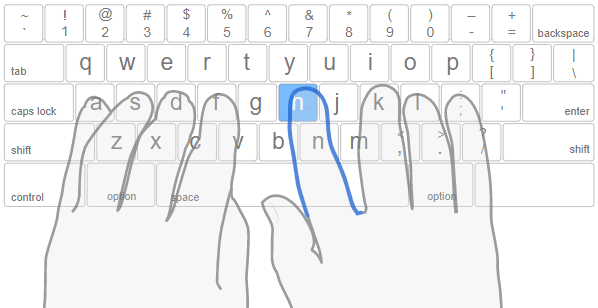 ~ ! @ # $ % ^ & * ( ) – +
` 1 2 3 4 5 6 7 8 9 0 - = backspace
tab q w e r t y u i o p { [ } ] | \
caps lock a s d f g h j k l : ; " ' enter
shift z x c v b n m < , > . ? / shift
control option space option